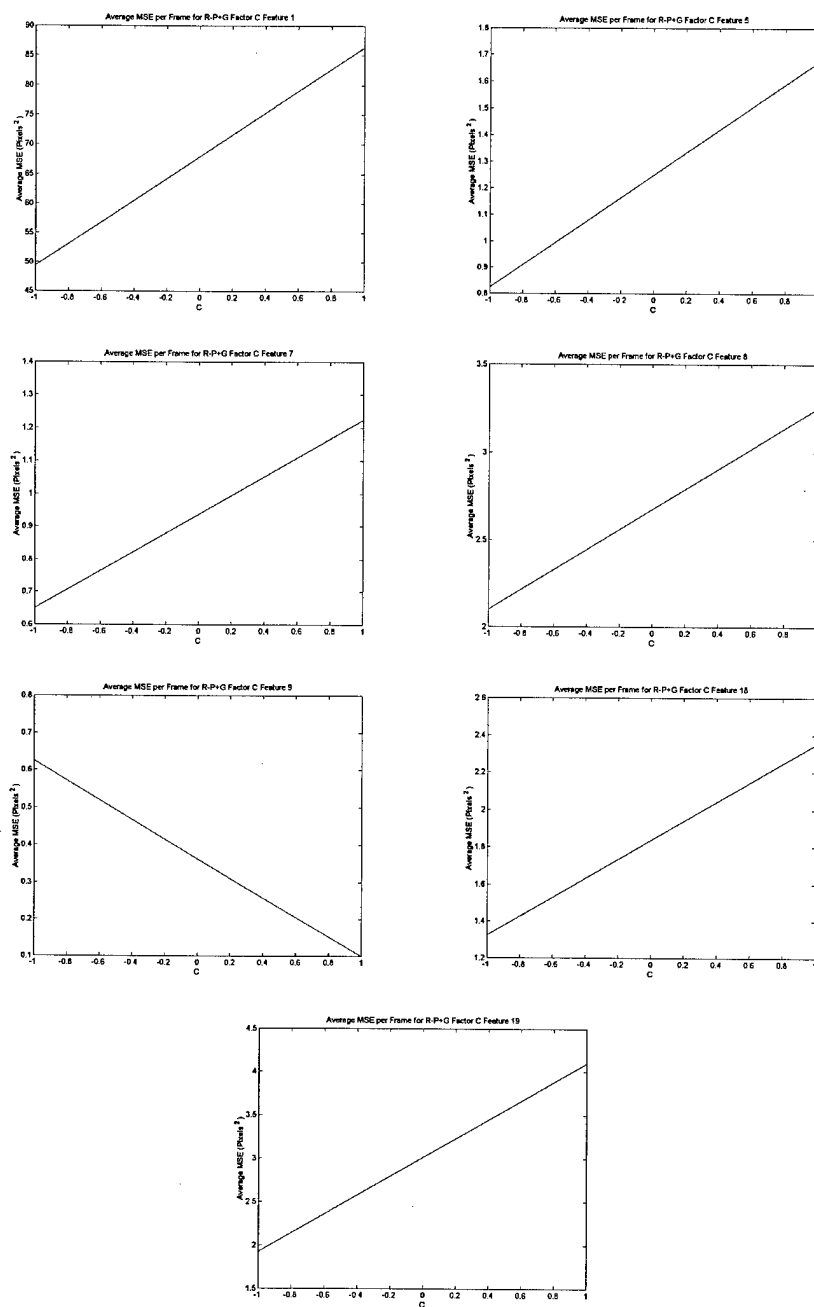 Average MSE per Frame for R-P+G Factor C Feature 1
90
85
80
75
70
65
60
55
50
45
Average MSE (Pixels^2)
-1 -0.8 -0.6 -0.4 -0.2 0 0.2 0.4 0.6 0.8 1
C
Average MSE per Frame for R-P+G Factor C Feature 5
1.8
1.7
1.6
1.5
1.4
1.3
1.2
1.1
1
0.9
0.8
Average MSE (Pixels^2)
-1 -0.8 -0.6 -0.4 -0.2 0 0.2 0.4 0.6 0.8
C
Average MSE per Frame for R-P+G Factor C Feature 7
1.4
1.3
1.2
1.1
1
0.9
0.8
0.7
0.6
Average MSE (Pixels^2)
-1 -0.8 -0.6 -0.4 -0.2 0 0.2 0.4 0.6 0.8 1
C
Average MSE per Frame for R-P+G Factor C Feature 8
3.5
3
2.5
2
Average MSE (Pixels^2)
-1 -0.8 -0.6 -0.4 -0.2 0 0.2 0.4 0.6 0.8
C
Average MSE per Frame for R-P+G Factor C Feature 9
0.8
0.7
0.6
0.5
0.4
0.3
0.2
0.1
Average MSE (Pixels^2)
-1 -0.8 -0.6 -0.4 -0.2 0 0.2 0.4 0.6 0.8 1
C
Average MSE per Frame for R-P+G Factor C Feature 18
2.6
2.4
2.2
2
1.8
1.6
1.4
1.2
Average MSE (Pixels^2)
-1 -0.8 -0.6 -0.4 -0.2 0 0.2 0.4 0.6 0.8
C
Average MSE per Frame for R-P+G Factor C Feature 19
4.5
4
3.5
3
2.5
2
1.5
Average MSE (Pixels^2)
-1 -0.8 -0.6 -0.4 -0.2 0 0.2 0.4 0.6 0.8 1
C